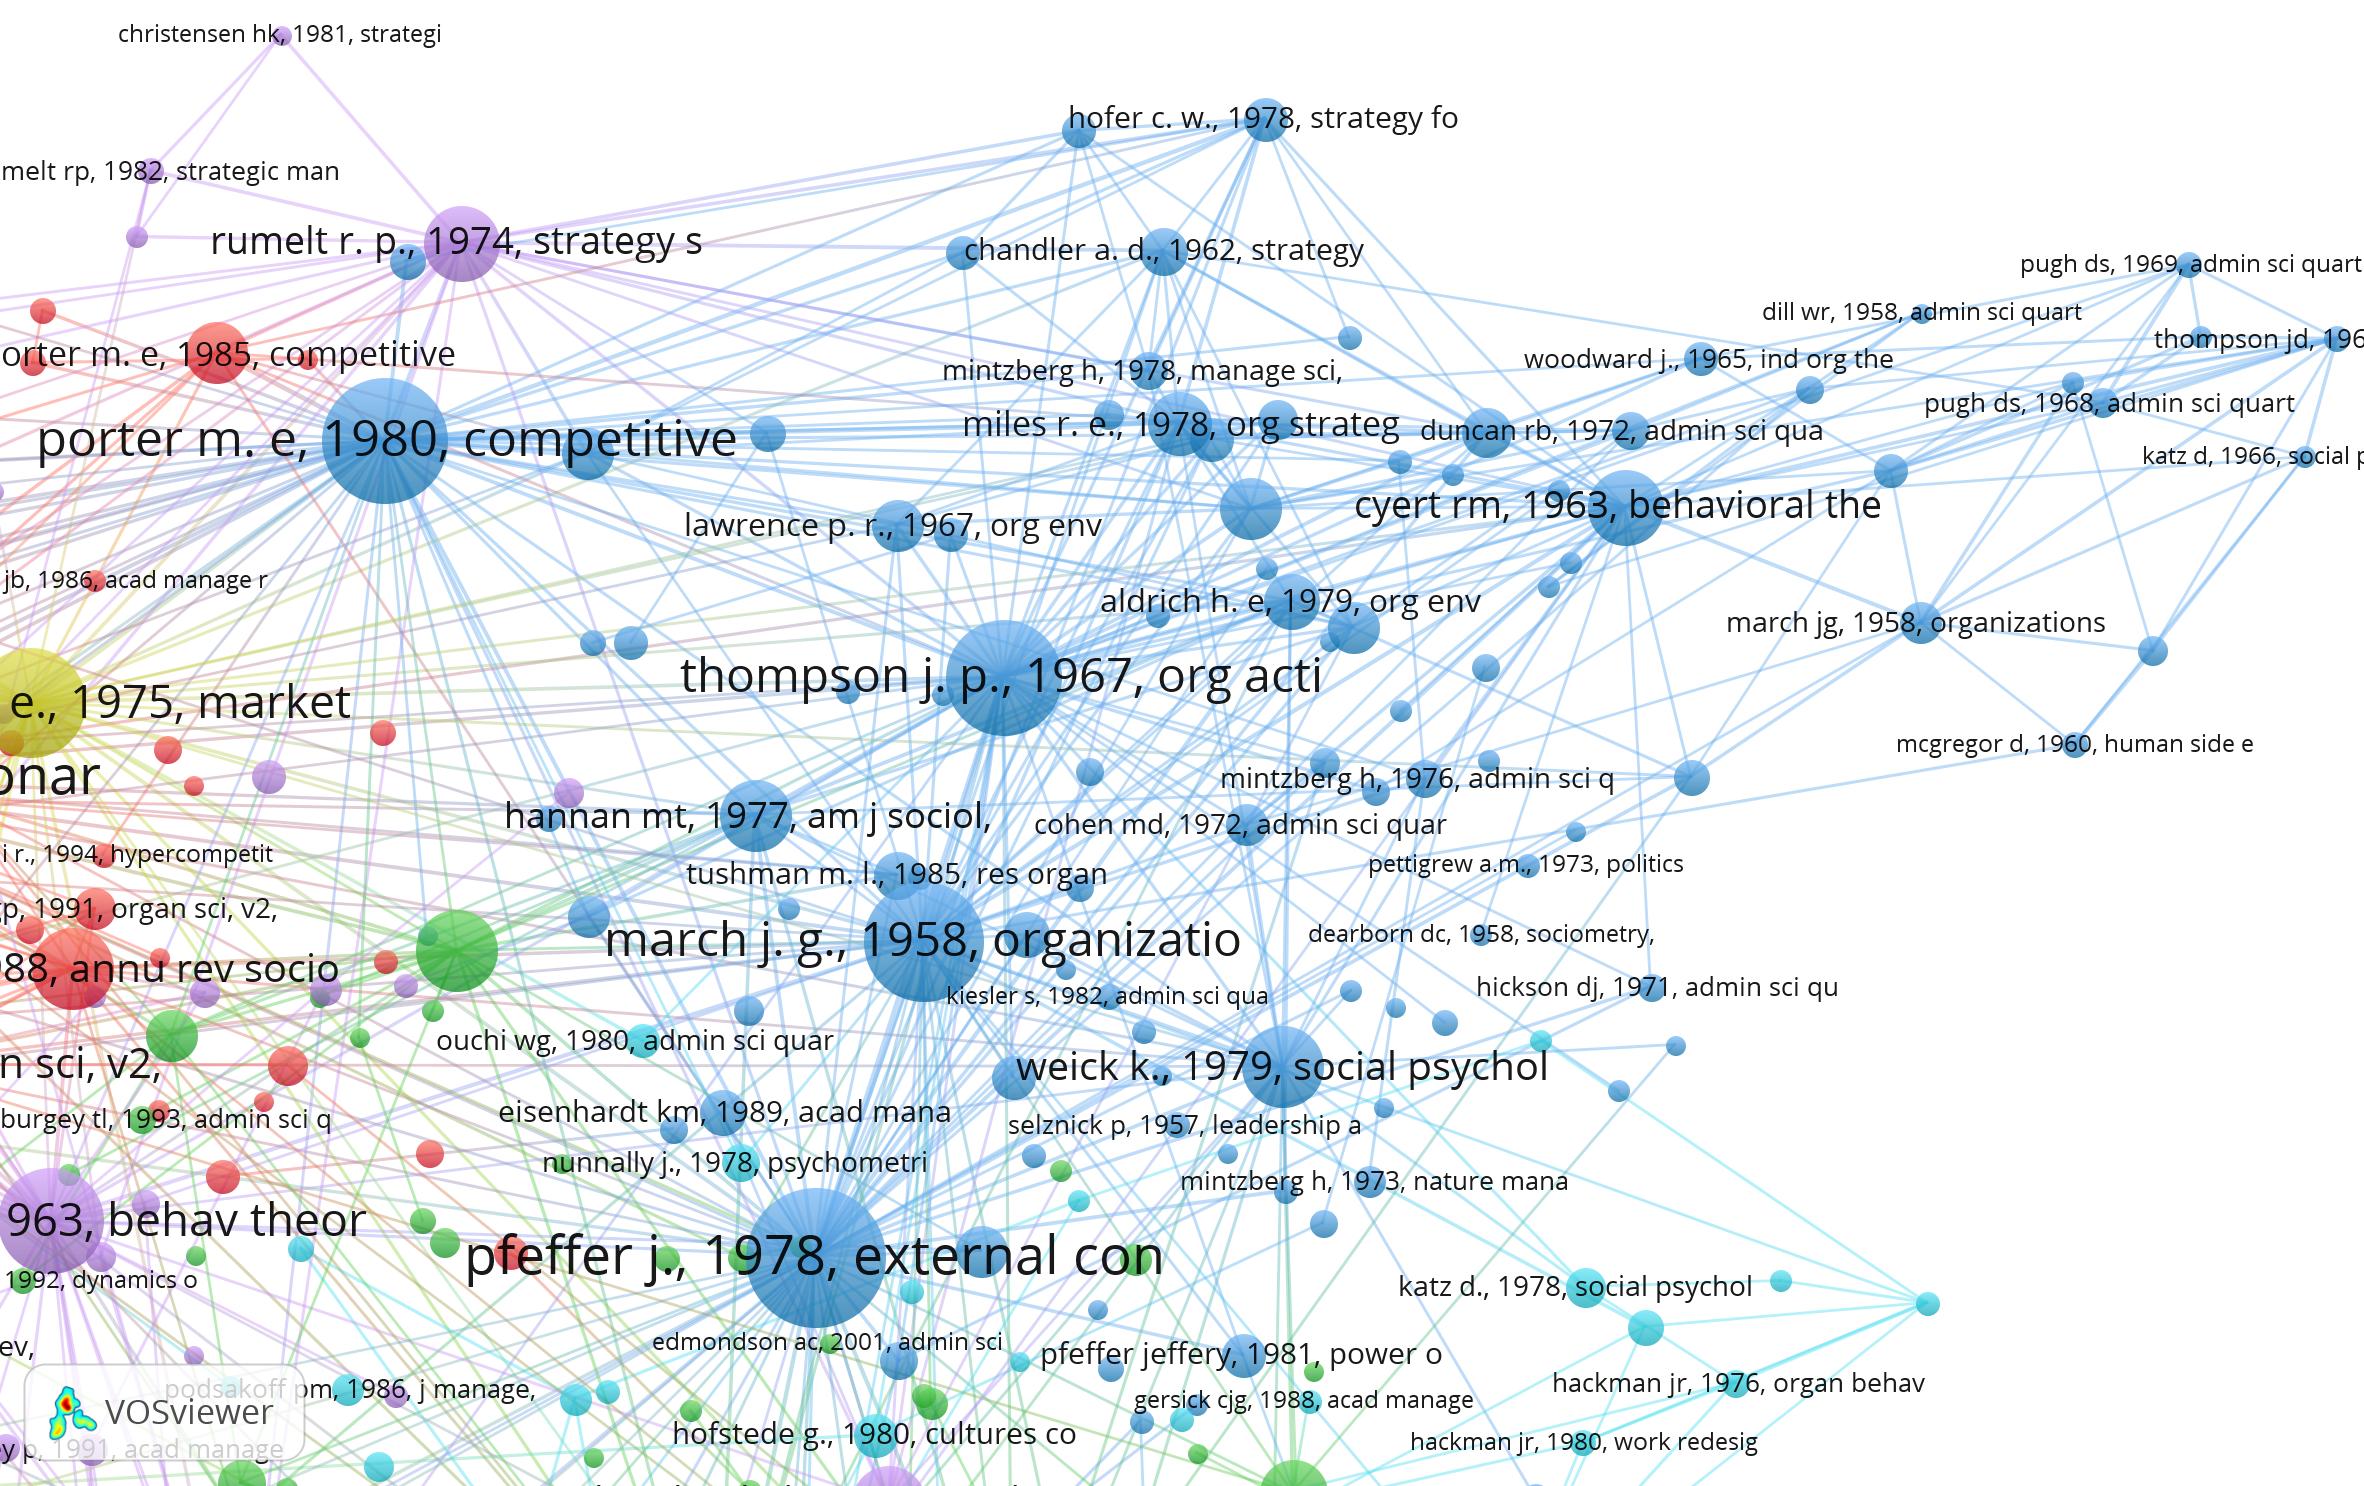 christensen hk, 1981, strategi
hofer c. w., 1978, strategy fo
melt rp, 1982, strategic man
rumelt r. p., 1974, strategy s
chandler a. d., 1962, strategy
pugh ds, 1969, admin sci quart
dill wr, 1958, admin sci quart
thompson jd, 196
orter m. e, 1985, competitive
woodward j., 1965, ind org the
mintzberg h, 1978, manage sci,
pugh ds, 1968, admin sci quart
miles r. e., 1978, org strateg
duncan rb, 1972, admin sci qua
porter m. e, 1980, competitive
katz d, 1966, social p
cyert rm, 1963, behavioral the
lawrence p. r., 1967, org env
jb, 1986, acad manage r
aldrich h. e, 1979, org env
march jg, 1958, organizations
thompson j. p., 1967, org acti
e., 1975, market
mcgregor d, 1960, human side e
onar
mintzberg h, 1976, admin sci q
hannan mt, 1977, am j sociol,
cohen md, 1972, admin sci quar
i r., 1994, hypercompetit
pettigrew a.m., 1973, politics
tushman m. l., 1985, res organ
gp, 1991, organ sci, v2,
march j. g., 1958, organizatio
dearborn dc, 1958, sociometry,
88, annu rev socio
kiesler s, 1982, admin sci qua
hickson dj, 1971, admin sci qu
ouchi wg, 1980, admin sci quar
n sci, v2,
weick k., 1979, social psychol
eisenhardt km, 1989, acad mana
burgey tl, 1993, admin sci q
selznick p, 1957, leadership a
nunnally j., 1978, psychometri
mintzberg h, 1973, nature mana
963, behav theor
pfeffer j., 1978, external con
1992, dynamics o
katz d., 1978, social psychol
edmondson ac, 2001, admin sci
ev,
pfeffer jeffery, 1981, power o
hackman jr, 1976, organ behav
podsakoff pm, 1986, j manage,
gersick cjg, 1988, acad manage
VOSviewer
hofstede g., 1980, cultures co
hackman jr, 1980, work redesig
ey p, 1991, acad manage